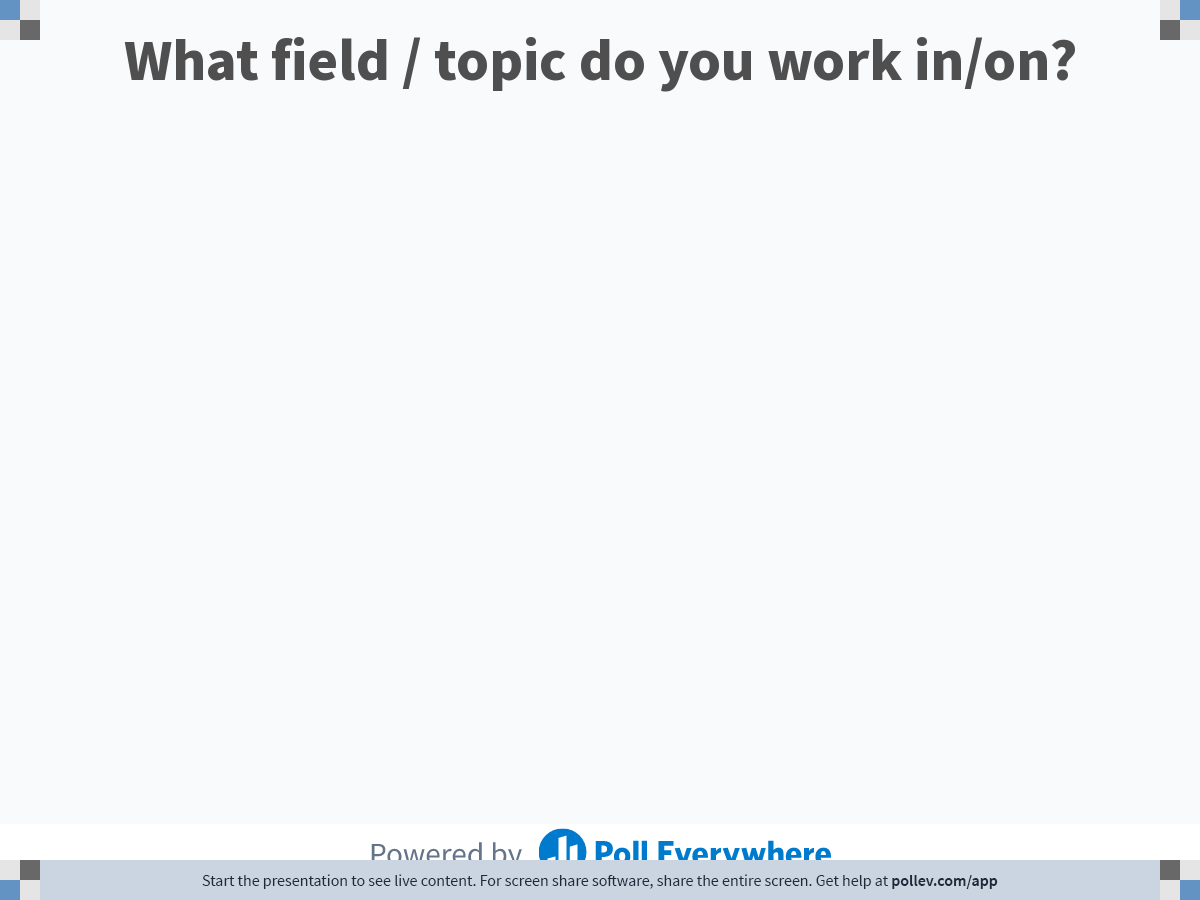 What field / topic do you work in/on?
Powered by Poll Everywhere
Start the presentation to see live content. For screen share software, share the entire screen. Get help at pollev.com/app